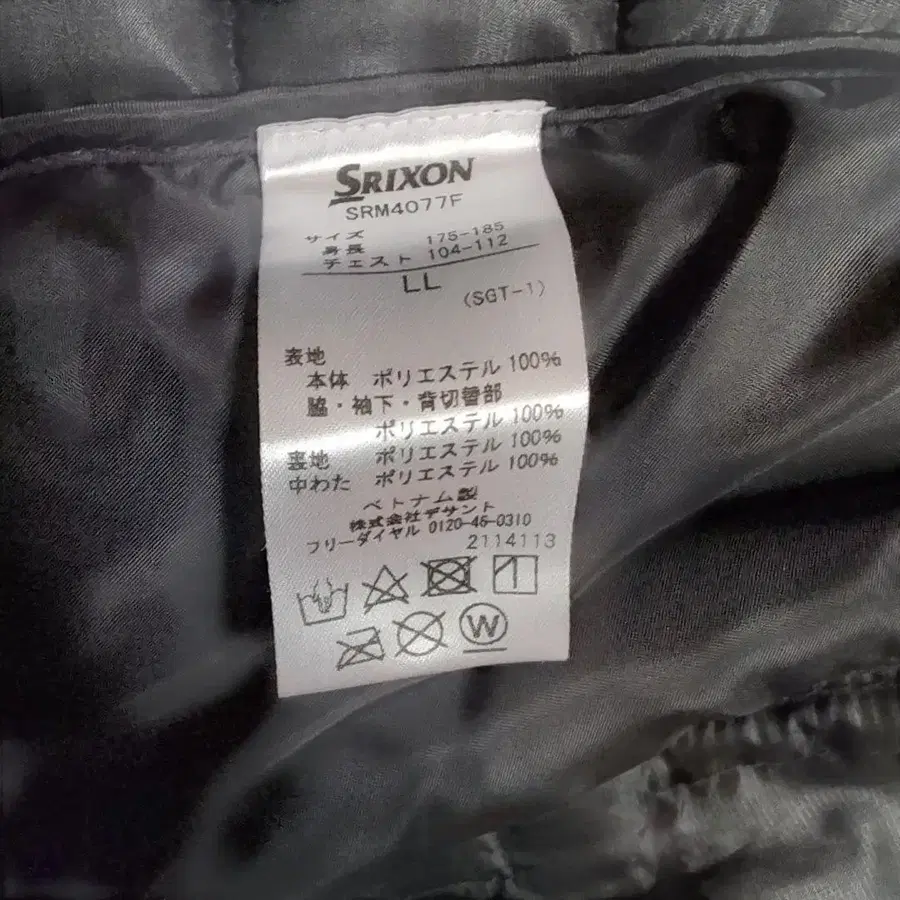 SRIXON
SRM4077F
サイズ
身長 175-185
チェスト 104-112
LL
(SGT-1)
表地
本体 ポリエステル 100%
脇・袖下・背切替部
ポリエステル 100%
裏地 ポリエステル 100%
中わた ポリエステル 100%
ベトナム製
株式会社デサント
フリーダイヤル 0120-46-0310
2114113
W